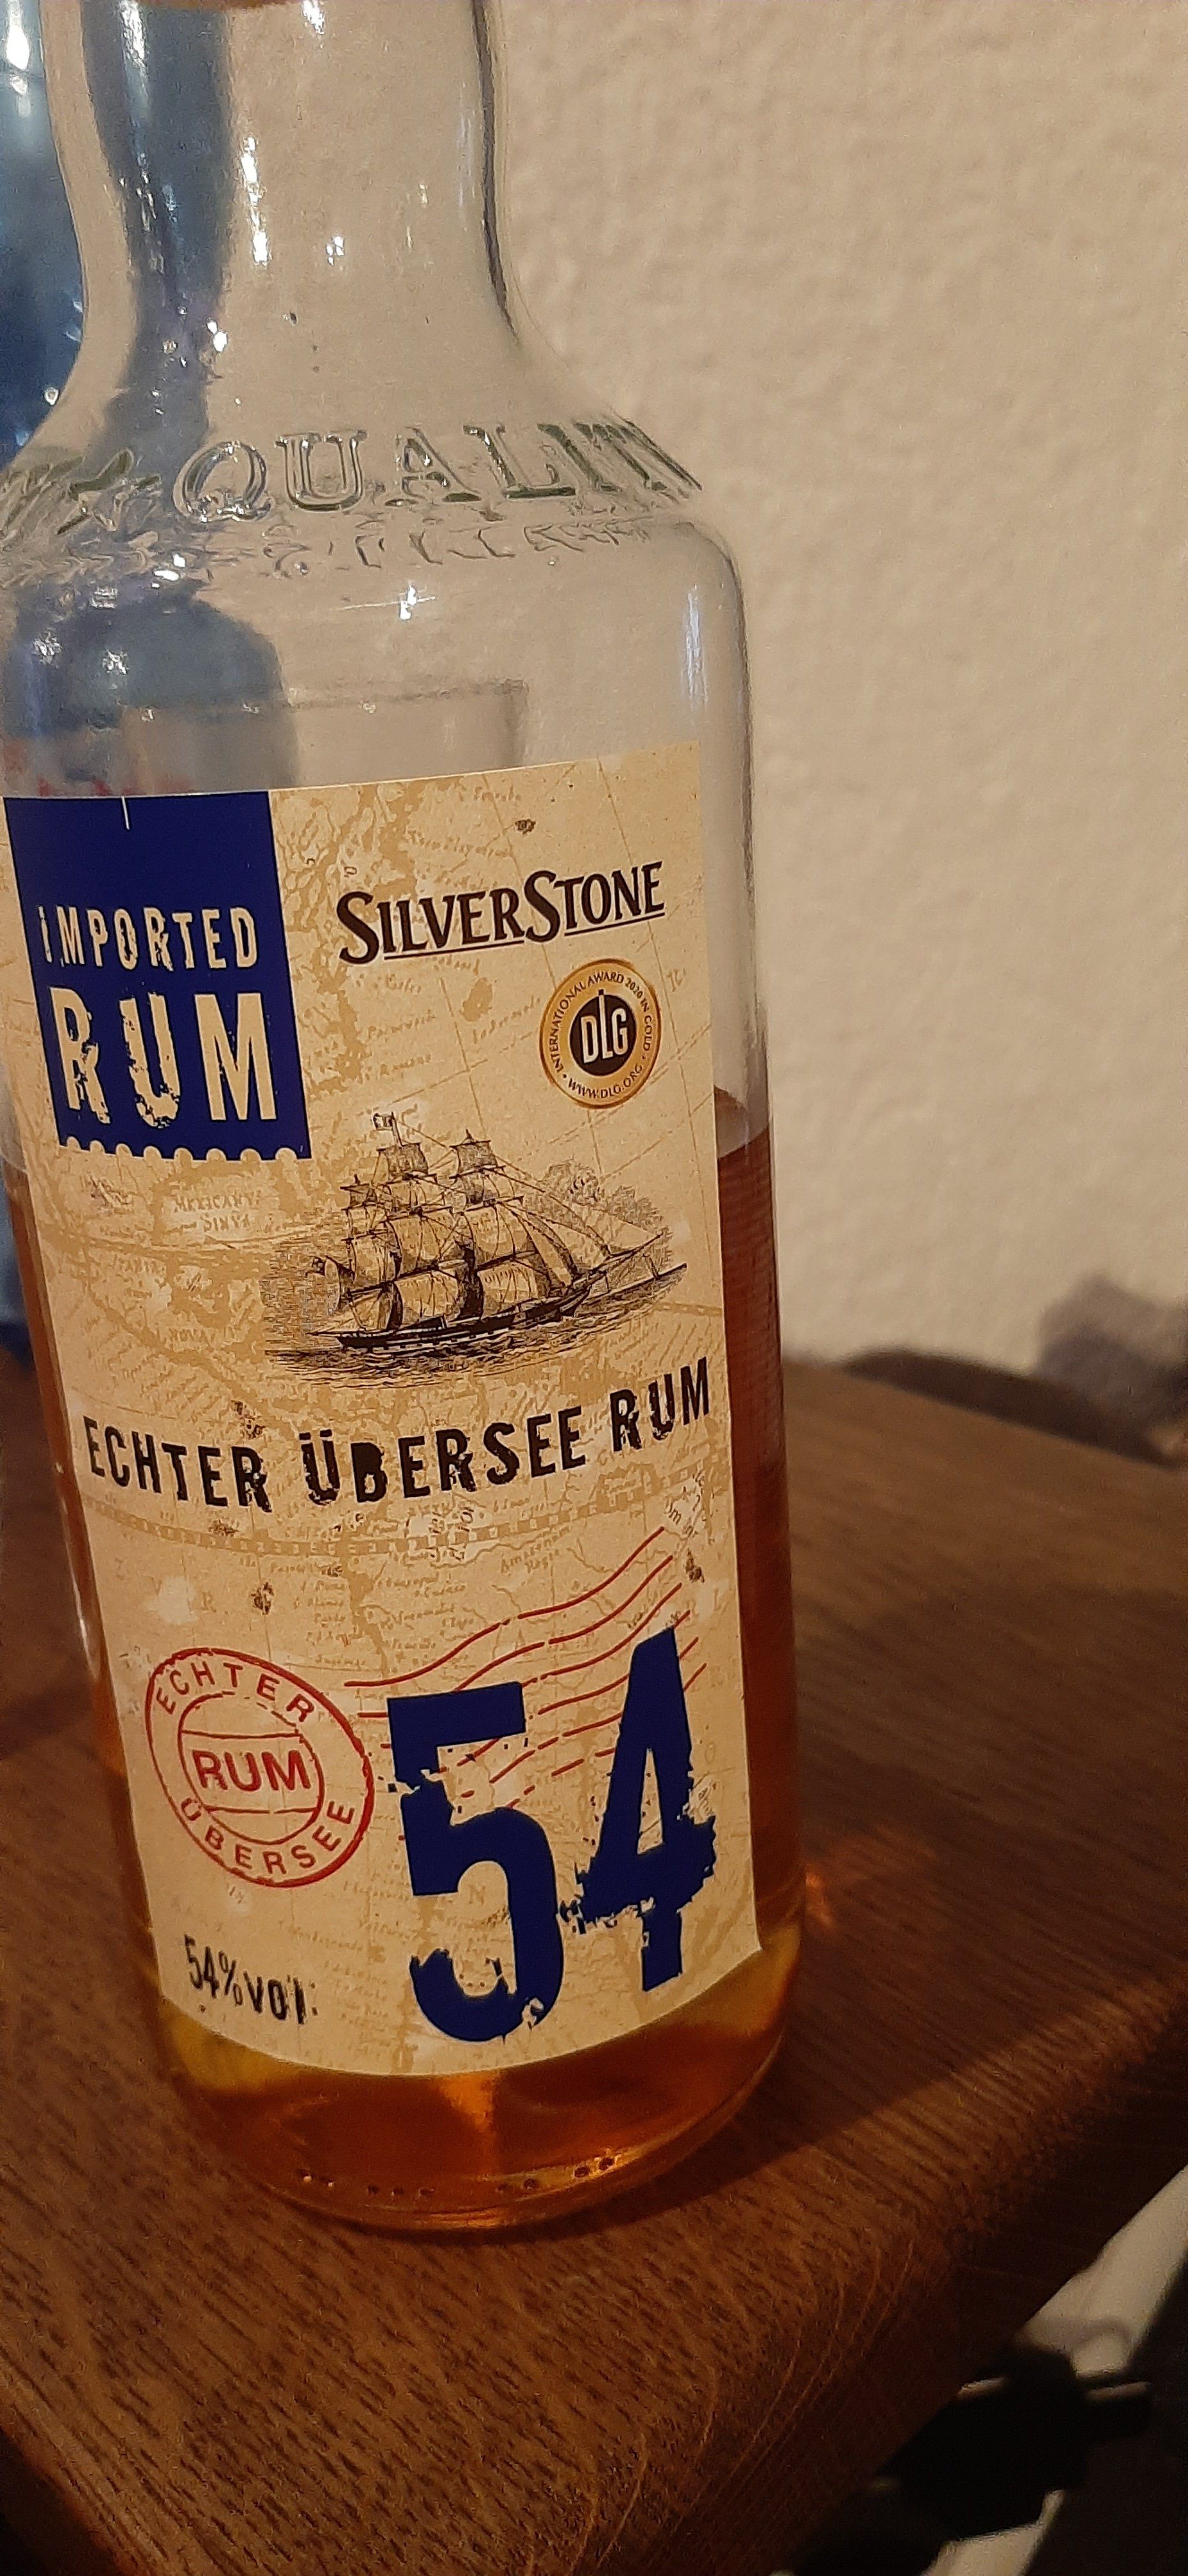 QUALIT
IMPORTED
RUM
SILVERSTONE
INTERNATIONAL AWARD 2020 IN GOLD
DLG
WWW.DLG.ORG
ECHTER ÜBERSEE RUM
ECHTER
RUM
ÜBERSEE
54
54%vol.